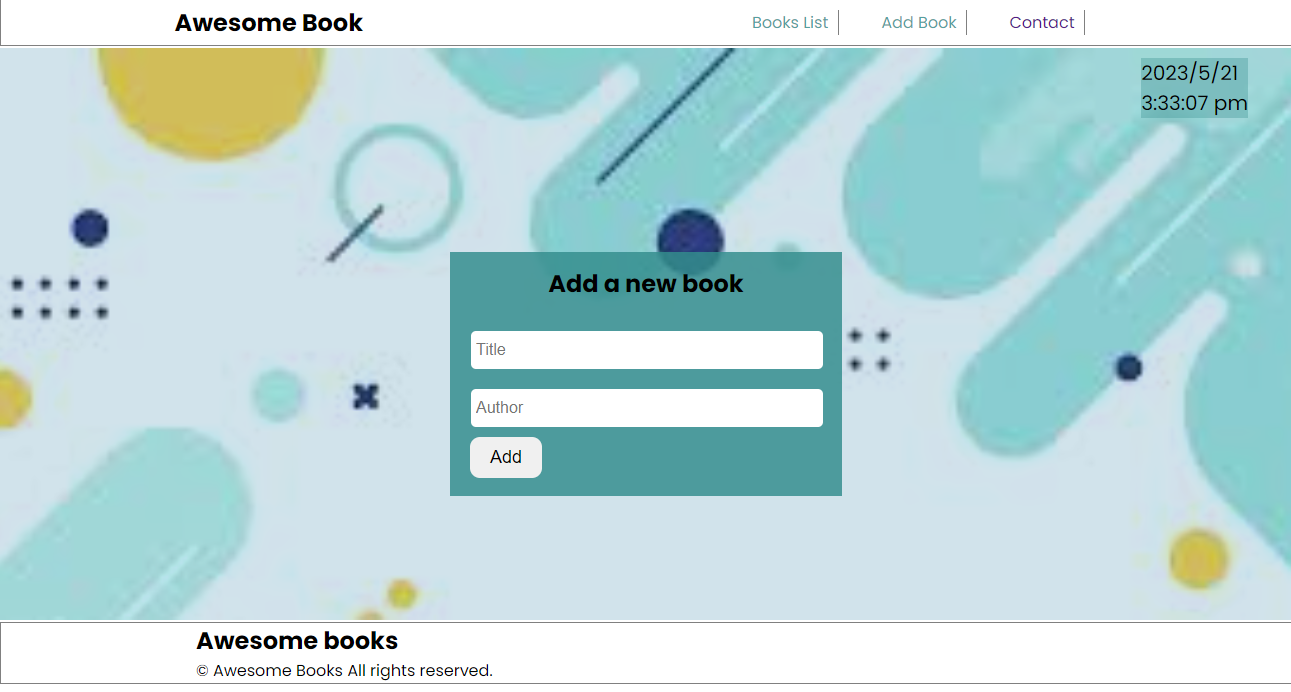 Awesome Book
Books List
Add Book
Contact
2023/5/21
3:33:07 pm
Add a new book
Title
Author
Add
Awesome books
© Awesome Books All rights reserved.